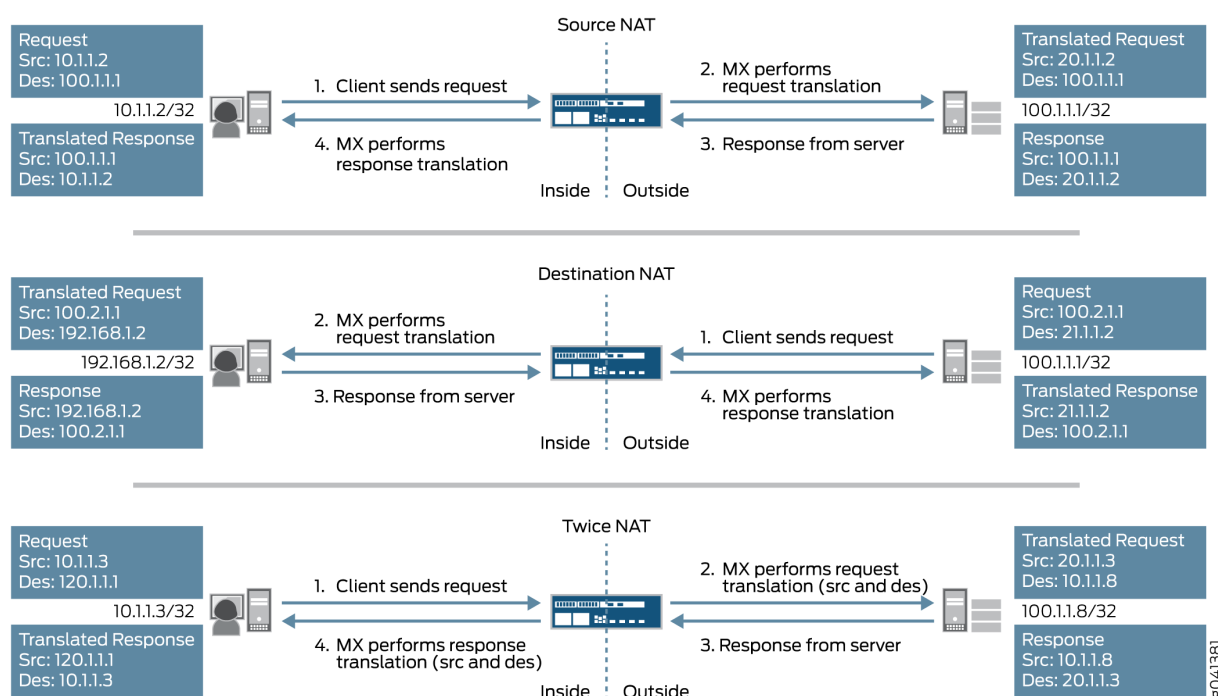 Source NAT
Request
Src: 10.1.1.2
Des: 100.1.1.1
10.1.1.2/32
Translated Response
Src: 100.1.1.1
Des: 10.1.1.2
1. Client sends request
4. MX performs
response translation
2. MX performs
request translation
3. Response from server
Inside
Outside
Translated Request
Src: 20.1.1.2
Des: 100.1.1.1
100.1.1.1/32
Response
Src: 100.1.1.1
Des: 20.1.1.2
Destination NAT
Translated Request
Src: 100.2.1.1
Des: 192.168.1.2
192.168.1.2/32
Response
Src: 192.168.1.2
Des: 100.2.1.1
2. MX performs
request translation
3. Response from server
1. Client sends request
4. MX performs
response translation
Inside
Outside
Request
Src: 100.2.1.1
Des: 21.1.1.2
100.1.1.1/32
Translated Response
Src: 21.1.1.2
Des: 100.2.1.1
Twice NAT
Request
Src: 10.1.1.3
Des: 120.1.1.1
10.1.1.3/32
Translated Response
Src: 120.1.1.1
Des: 10.1.1.3
1. Client sends request
4. MX performs response
translation (src and des)
2. MX performs request
translation (src and des)
3. Response from server
Inside
Outside
Translated Request
Src: 20.1.1.3
Des: 10.1.1.8
100.1.1.8/32
Response
Src: 10.1.1.8
Des: 20.1.1.3